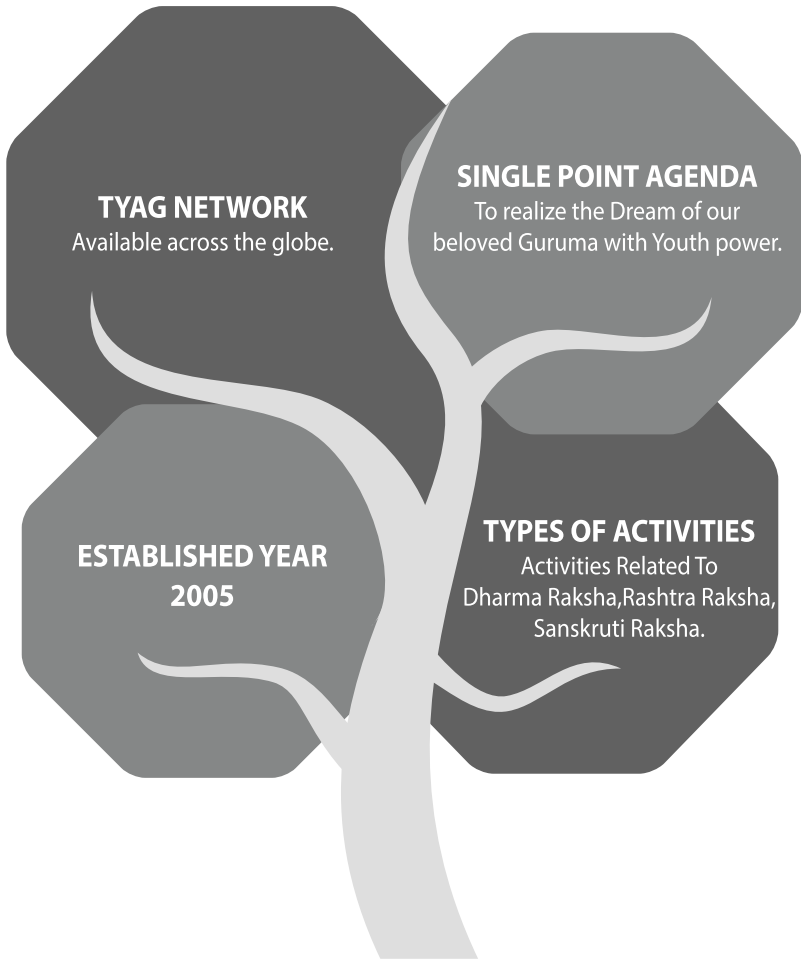 TYAG NETWORK
Available across the globe.
SINGLE POINT AGENDA
To realize the Dream of our
beloved Guruma with Youth power.
ESTABLISHED YEAR
2005
TYPES OF ACTIVITIES
Activities Related To
Dharma Raksha,Rashtra Raksha,
Sanskruti Raksha.